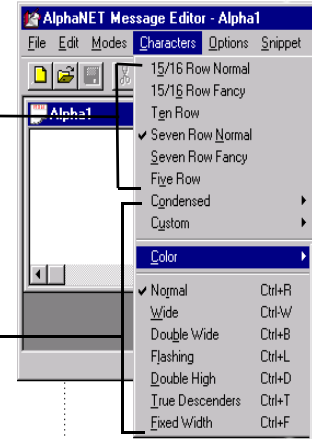 AlphaNET Message Editor - Alpha1
File Edit Modes Characters Options Snippet
Alpha1
15/16 Row Normal
15/16 Row Fancy
Ten Row
Seven Row Normal
Seven Row Fancy
Five Row
Condensed
Custom
Color
Normal Ctrl+R
Wide Ctrl-W
Double Wide Ctrl+B
Flashing Ctrl+L
Double High Ctrl+D
True Descenders Ctrl+T
Fixed Width Ctrl+F